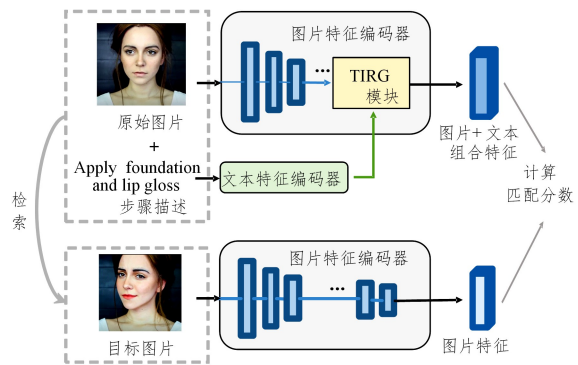 图片特征编码器
...
TIRG
模块
原始图片
+
Apply foundation
and lip gloss
步骤描述
文本特征编码器
图片+文本
组合特征
计算
匹配分数
检
索
图片特征编码器
...
目标图片
图片特征